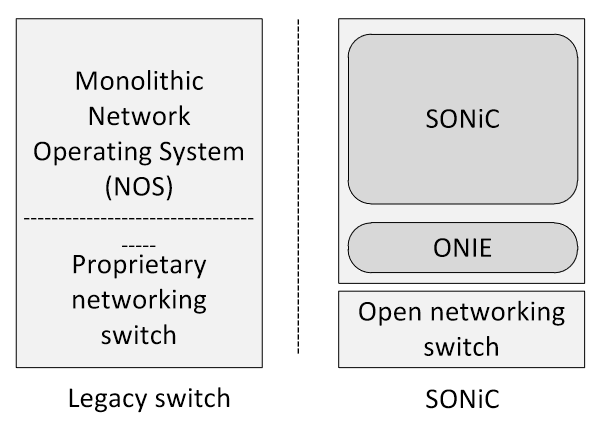 Monolithic
Network
Operating System
(NOS)
Proprietary
networking
switch
Legacy switch
SONiC
ONIE
Open networking
switch
SONiC